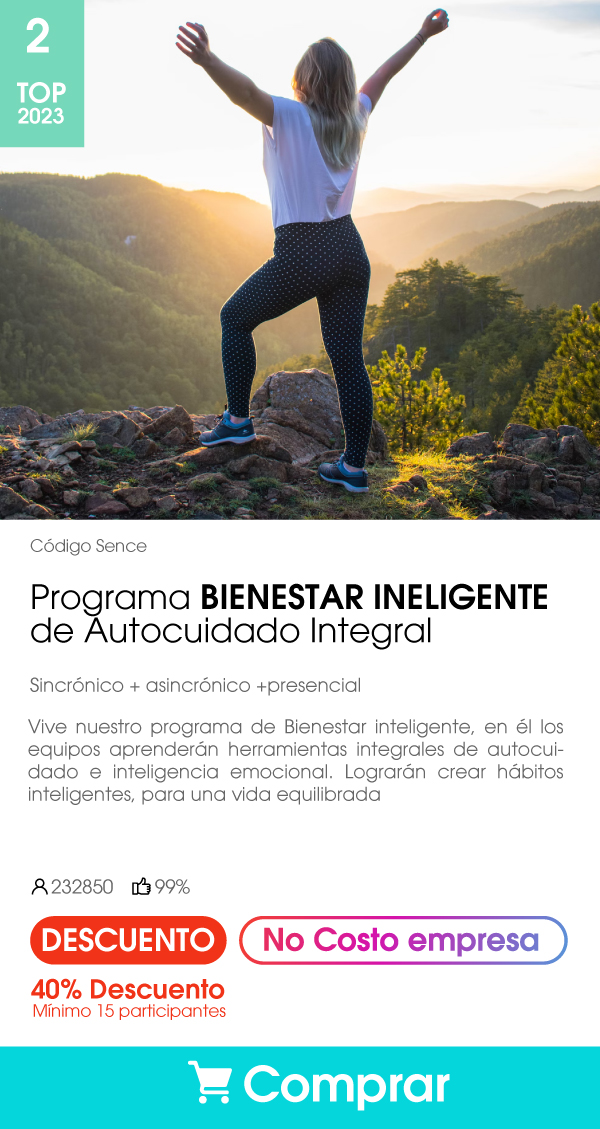 2
TOP
2023
Código Sence
Programa BIENESTAR INELIGENTE
de Autocuidado Integral
Sincrónico + asincrónico +presencial
Vive nuestro programa de Bienestar inteligente, en él los
equipos aprenderán herramientas integrales de autocui-
dado e inteligencia emocional. Lograrán crear hábitos
inteligentes, para una vida equilibrada
232850 99%
DESCUENTO No Costo empresa
40% Descuento
Mínimo 15 participantes
Comprar